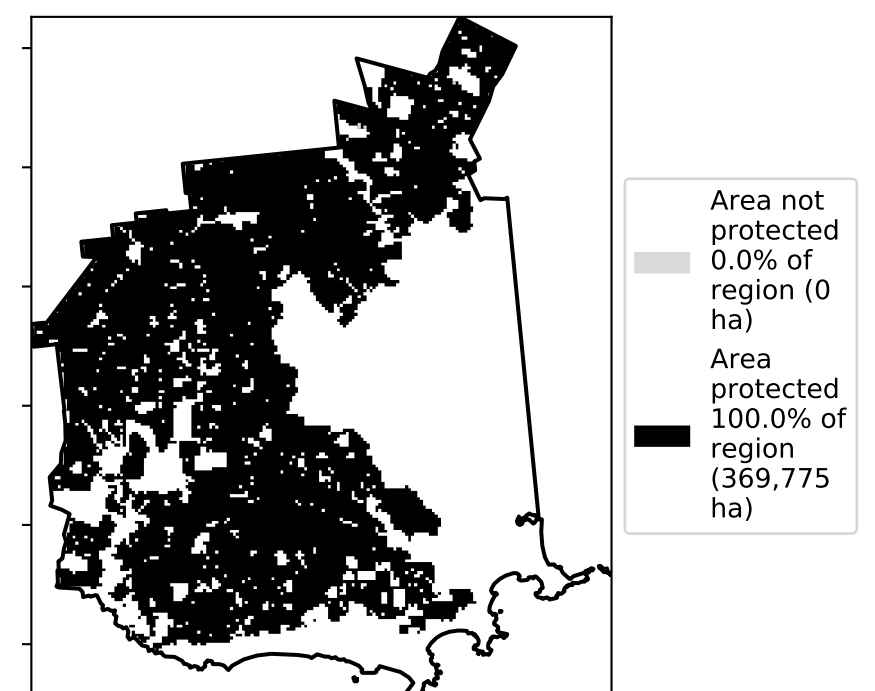 Area not
protected
0.0% of
region (0
ha)
Area
protected
100.0% of
region
(369,775
ha)